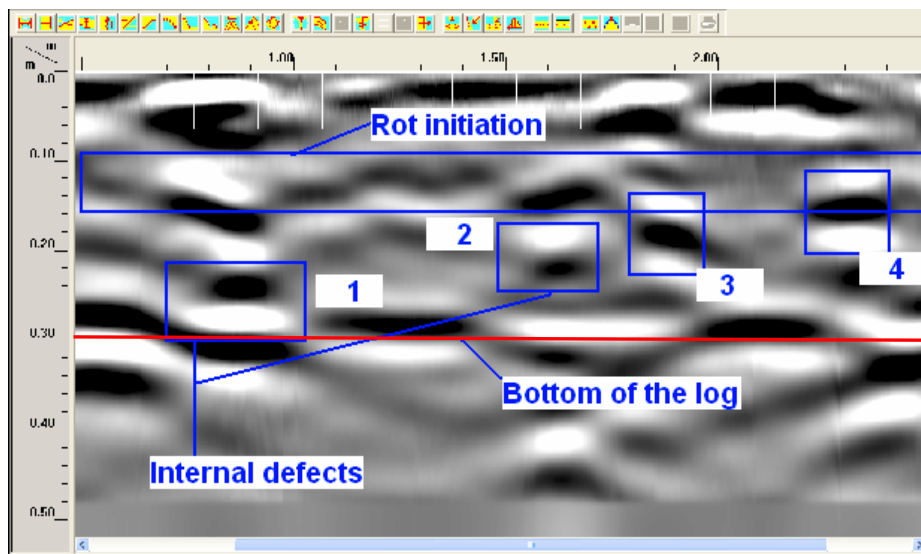 m
m
1.00
1.50
2.00
0.0
Rot initiation
0.10
0.20
2
1
3
4
0.30
Bottom of the log
0.40
Internal defects
0.50